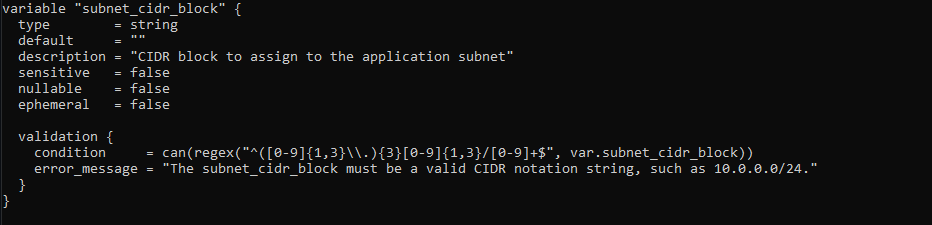 variable "subnet_cidr_block" {
  type        = string
  default     = ""
  description = "CIDR block to assign to the application subnet"
  sensitive   = false
  nullable    = false
  ephemeral   = false

  validation {
    condition     = can(regex("^([0-9]{1,3}\\.){3}[0-9]{1,3}/[0-9]+$", var.subnet_cidr_block))
    error_message = "The subnet_cidr_block must be a valid CIDR notation string, such as 10.0.0.0/24."
  }
}